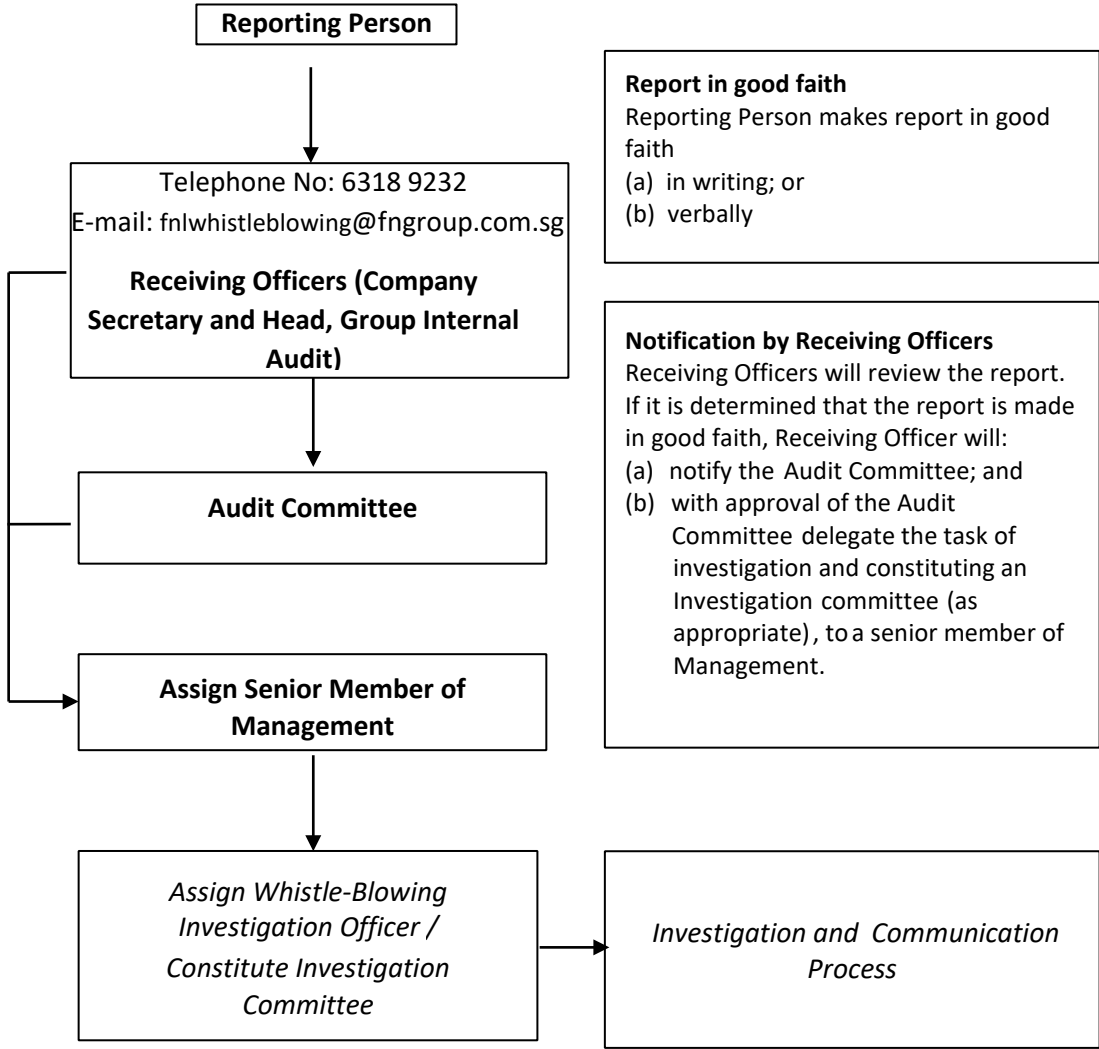 Reporting Person
Telephone No: 6318 9232
E-mail: fnlwhistleblowing@fngroup.com.sg
Receiving Officers (Company
Secretary and Head, Group Internal
Audit)
Audit Committee
Assign Senior Member of
Management
Assign Whistle-Blowing
Investigation Officer /
Constitute Investigation
Committee
Report in good faith
Reporting Person makes report in good
faith
(a) in writing; or
(b) verbally
Notification by Receiving Officers
Receiving Officers will review the report.
If it is determined that the report is made
in good faith, Receiving Officer will:
(a) notify the Audit Committee; and
(b) with approval of the Audit
Committee delegate the task of
investigation and constituting an
Investigation committee (as
appropriate), to a senior member of
Management.
Investigation and Communication
Process